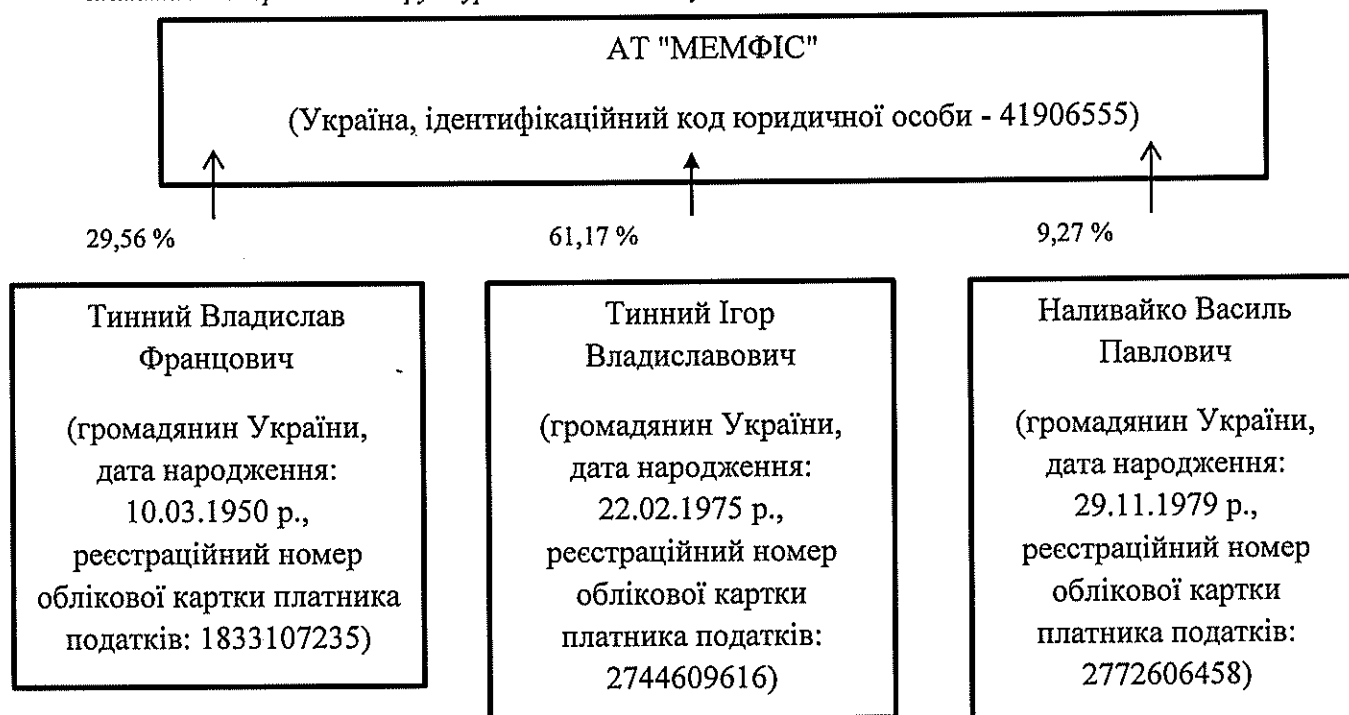 АТ "МЕМФІС"
(Україна, ідентифікаційний код юридичної особи - 41906555)
29,56 %
61,17 %
9,27 %
Тинний Владислав
Францович
(громадянин України,
дата народження:
10.03.1950 р.,
реєстраційний номер
облікової картки платника
податків: 1833107235)
Тинний Ігор
Владиславович
(громадянин України,
дата народження:
22.02.1975 р.,
реєстраційний номер
облікової картки
платника податків:
2744609616)
Наливайко Василь
Павлович
(громадянин України,
дата народження:
29.11.1979 р.,
реєстраційний номер
облікової картки
платника податків:
2772606458)